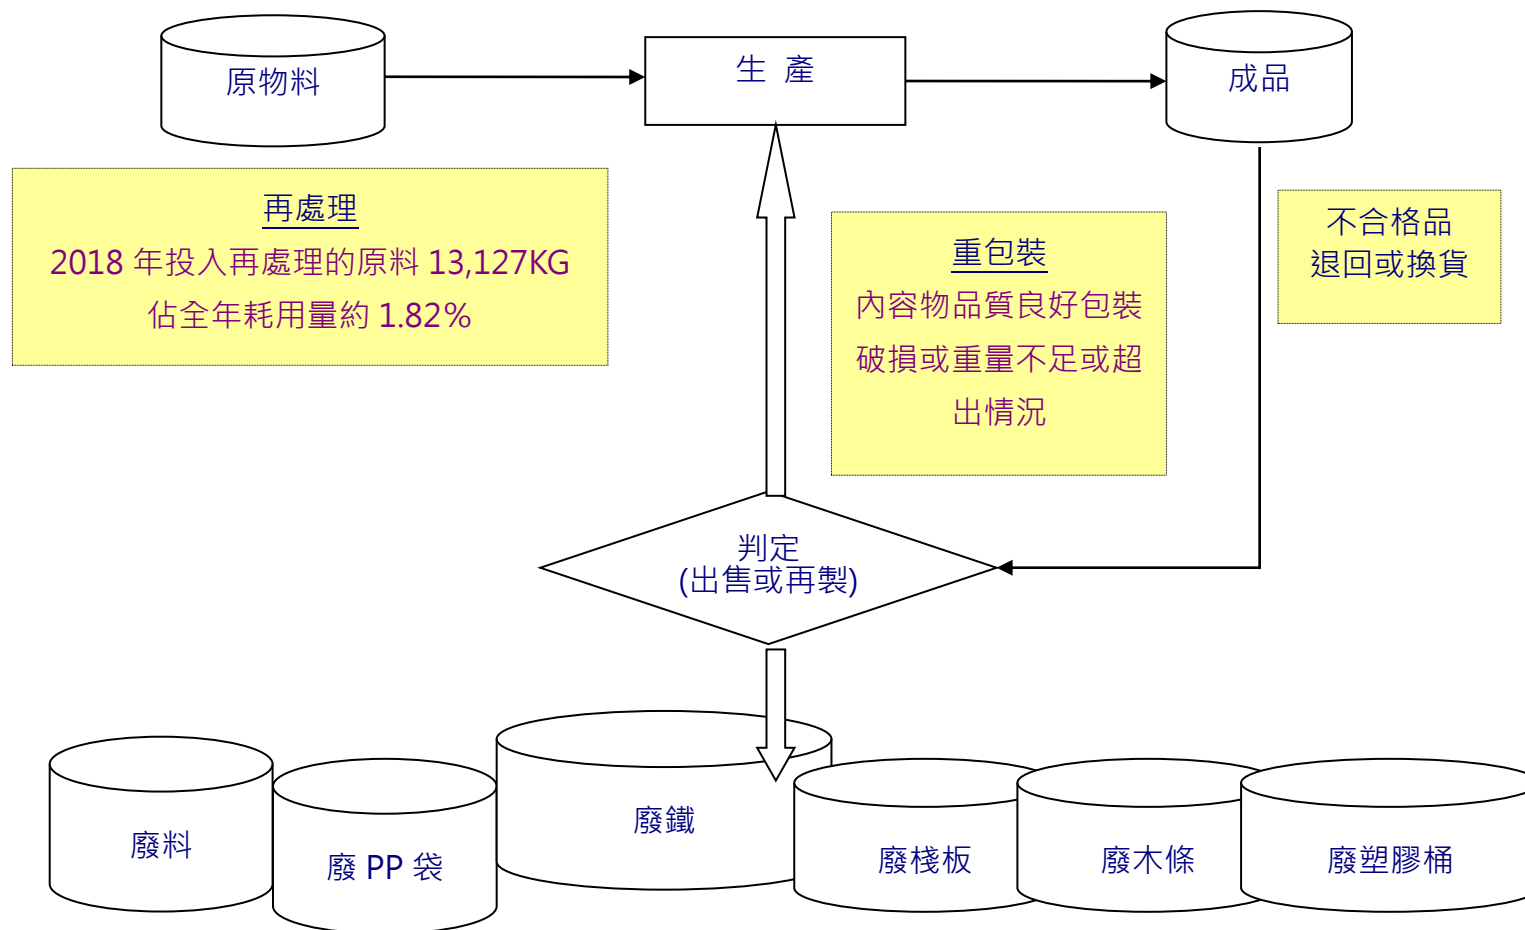 原物料
生 產
成品
再處理
2018 年投入再處理的原料 13,127KG
佔全年耗用量約 1.82%
重包裝
內容物品質良好包裝
破損或重量不足或超
出情況
不合格品
退回或換貨
判定
(出售或再製)
廢料
廢 PP 袋
廢鐵
廢棧板
廢木條
廢塑膠桶